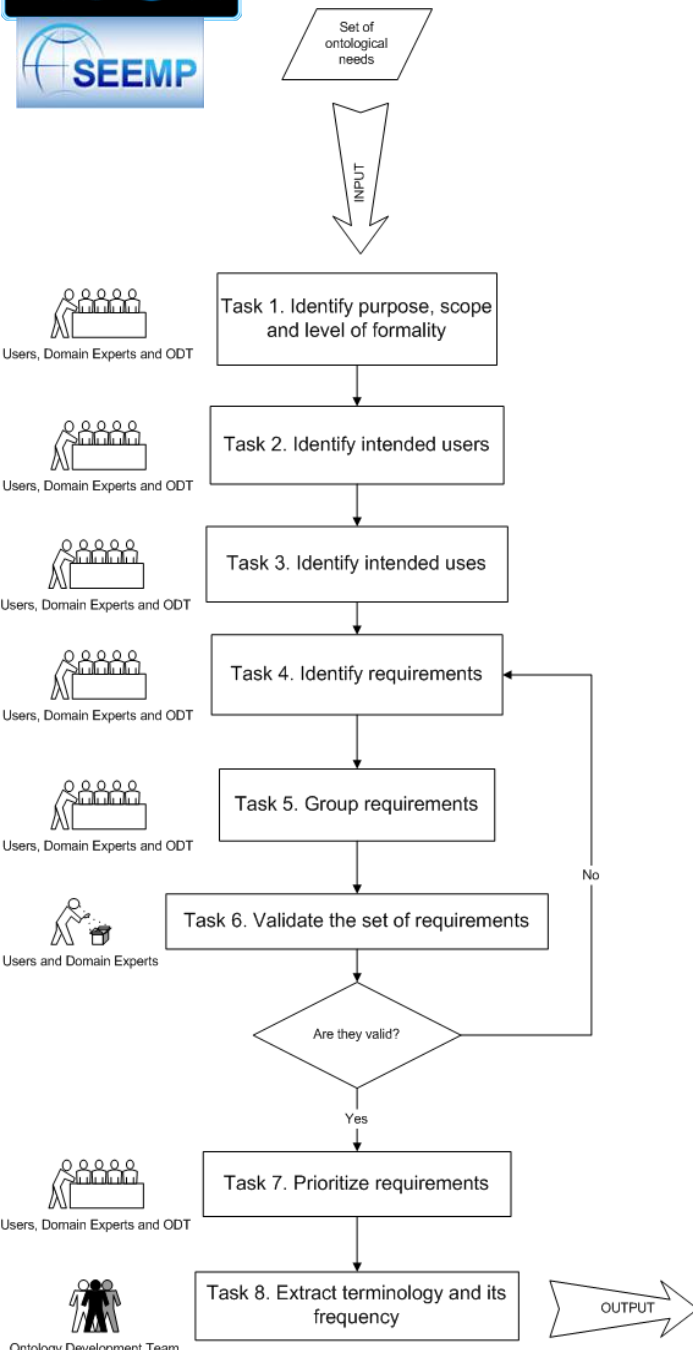 SEEMP
Set of
ontological
needs
INPUT
Task 1. Identify purpose, scope
and level of formality
Users, Domain Experts and ODT
Task 2. Identify intended users
Users, Domain Experts and ODT
Task 3. Identify intended uses
Users, Domain Experts and ODT
Task 4. Identify requirements
Users, Domain Experts and ODT
Task 5. Group requirements
Users, Domain Experts and ODT
No
Task 6. Validate the set of requirements
Users and Domain Experts
Are they valid?
Yes
Task 7. Prioritize requirements
Users, Domain Experts and ODT
Task 8. Extract terminology and its
frequency
OUTPUT
Ontology Development Team